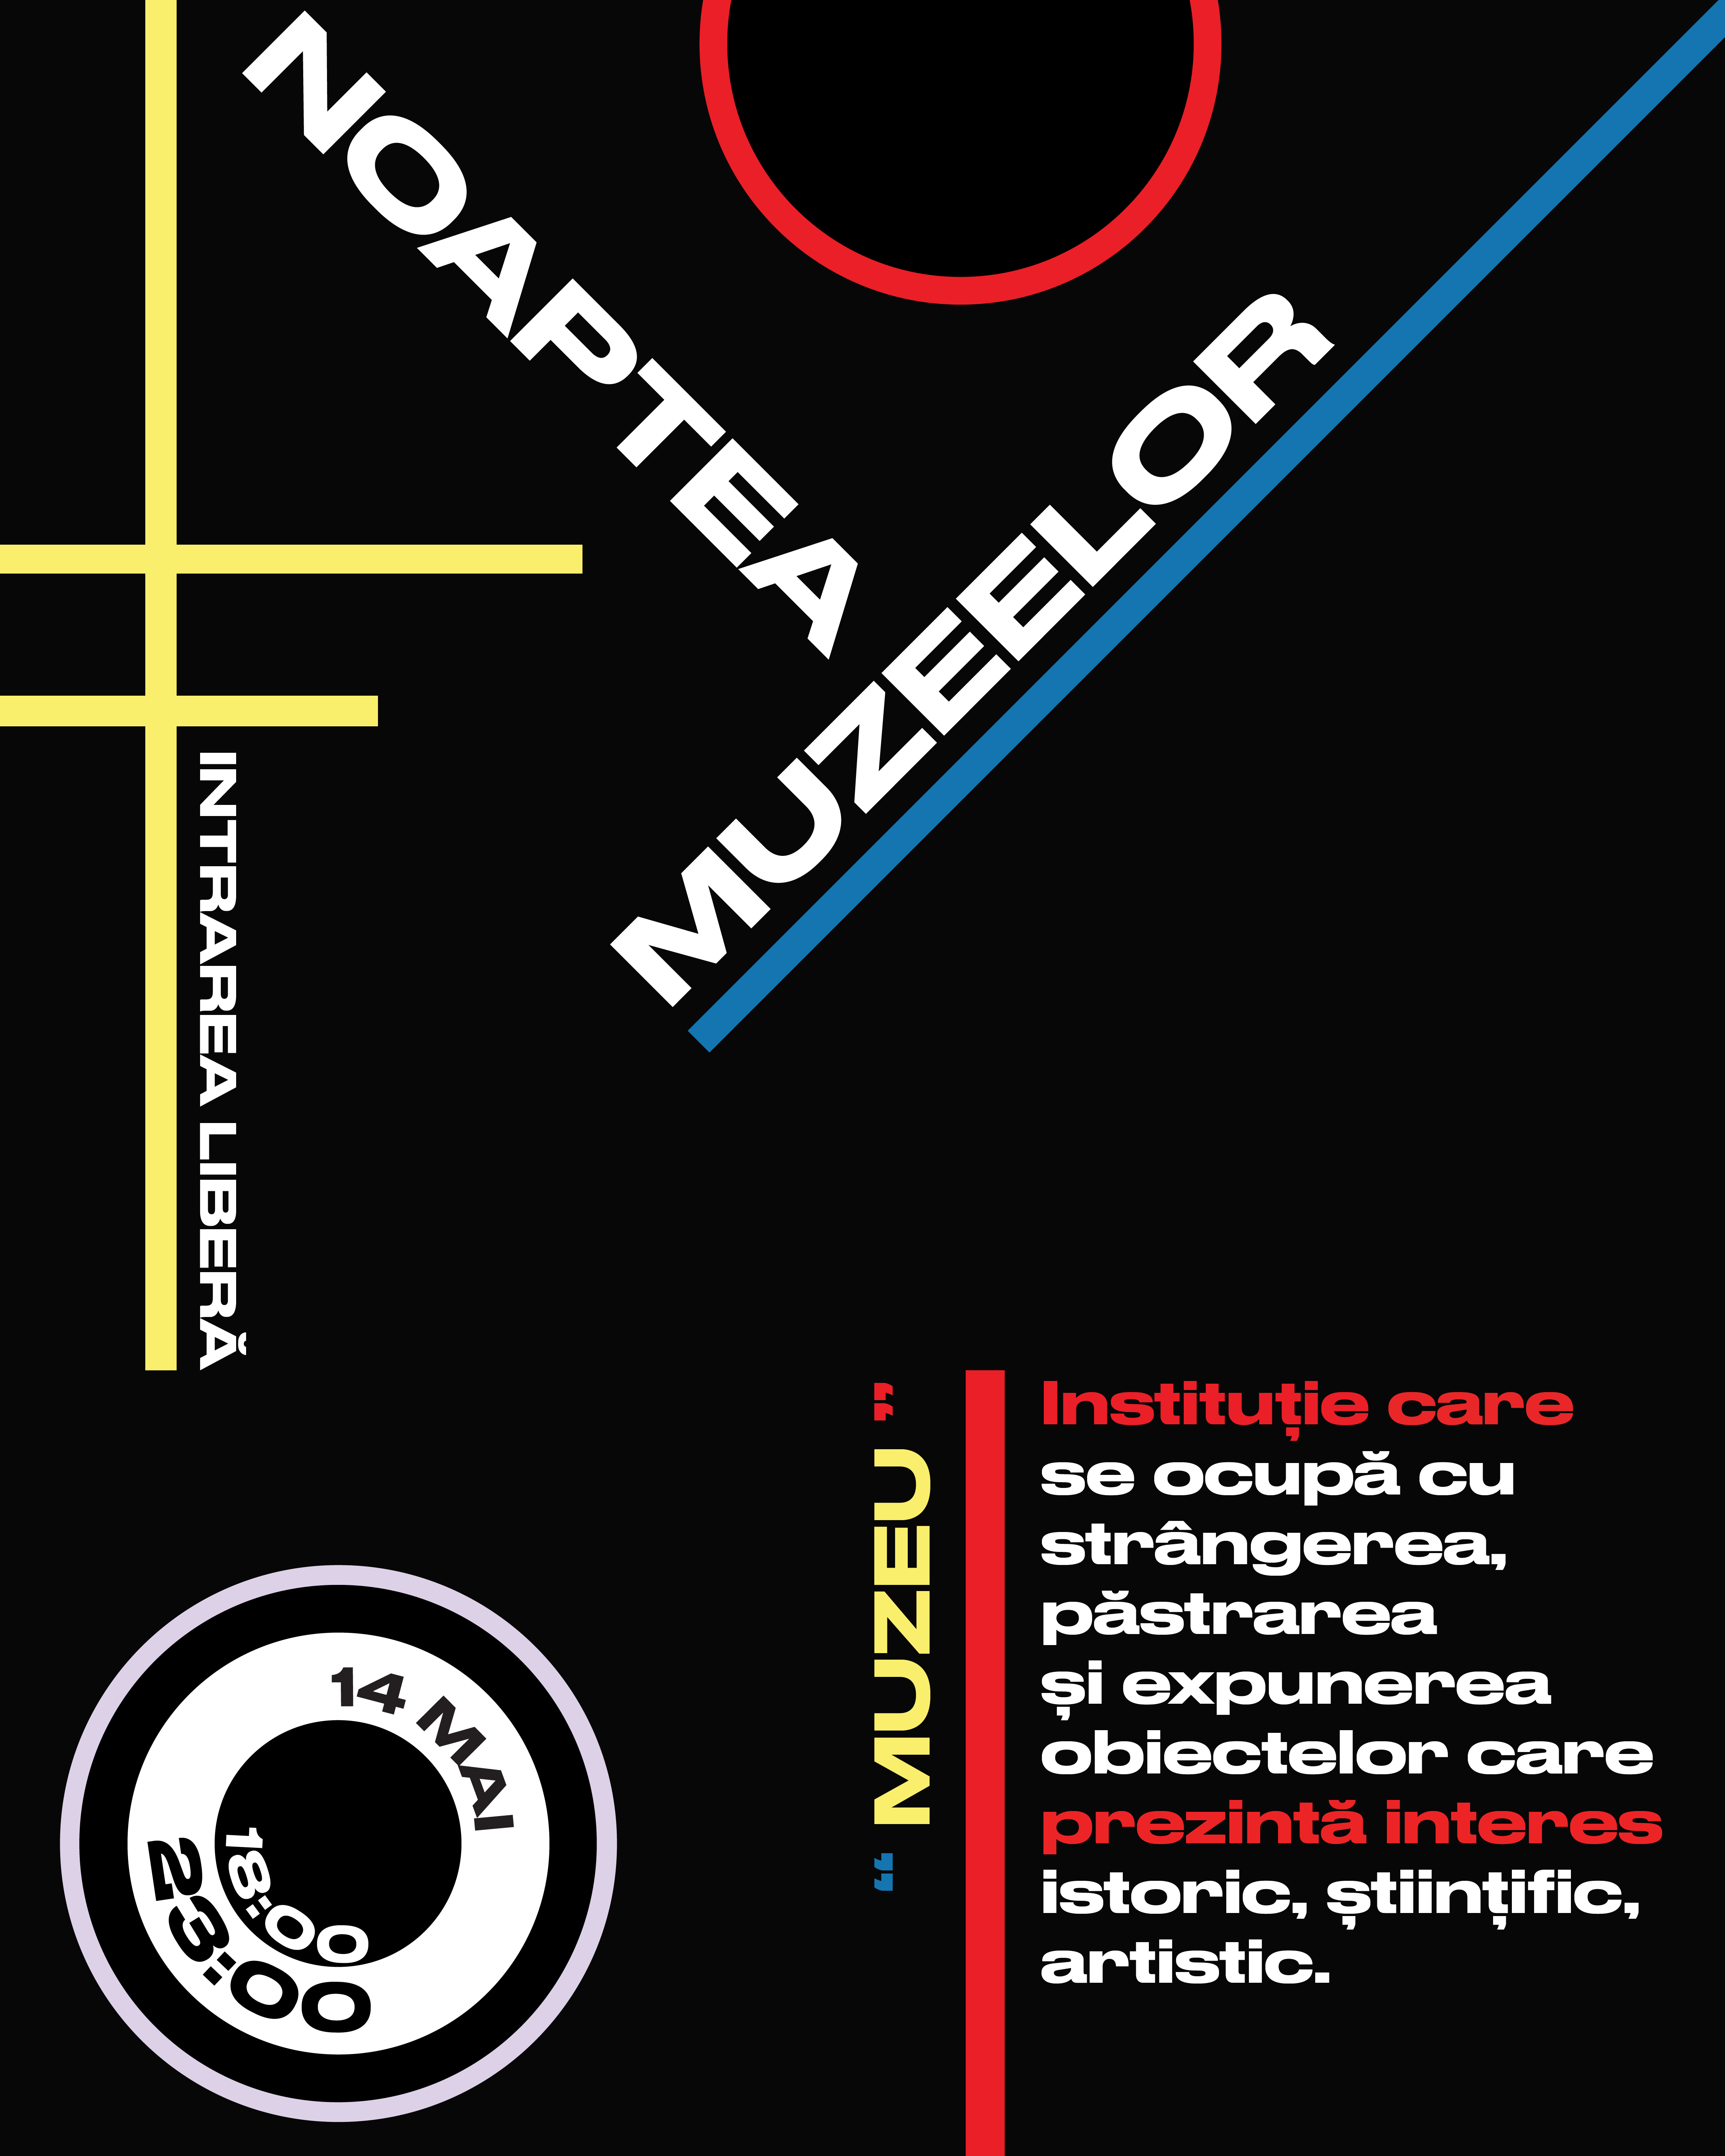 NOAPTEA
MUZEELOR
INTRAREA LIBERĂ
“ MUZEU ”
Instituție care
se ocupă cu
strângerea,
păstrarea
și expunerea
obiectelor care
prezintă interes
istoric, științific,
artistic.
14 MAI
18:00
23:00